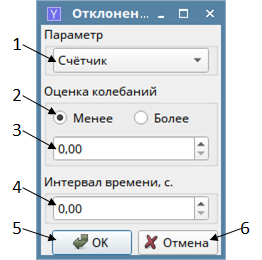 Отклонен...
Параметр
1
Счётчик
Оценка колебаний
2
Менее
Более
3
0,00
Интервал времени, с.
4
0,00
5
OK
Отмена
6